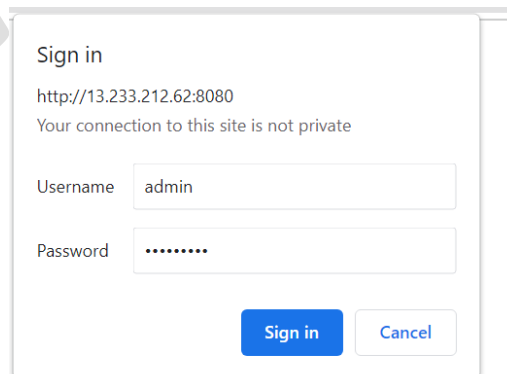 Sign in
http://13.233.212.62:8080
Your connection to this site is not private
Username admin
Password •••••••••
Sign in Cancel